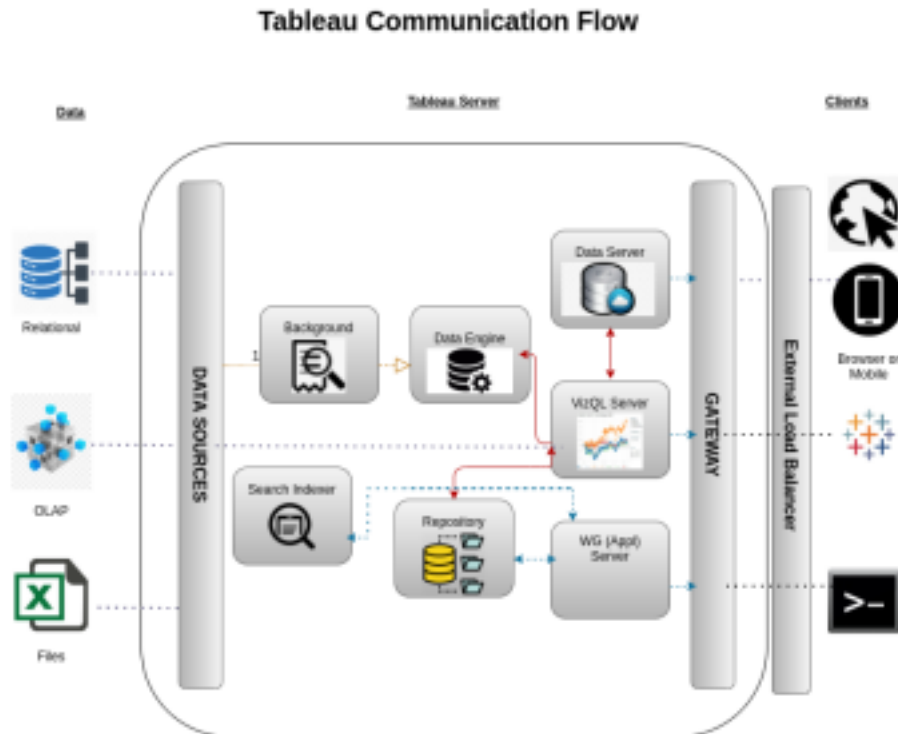 Tableau Communication Flow
Data
Tableau Server
Clients
Relational
OLAP
Files
DATA SOURCES
1
Background
Data Engine
Data Server
VizQL Server
Search Indexer
Repository
WG (Appl)
Server
GATEWAY
External Load Balancer
Browser or
Mobile
>_